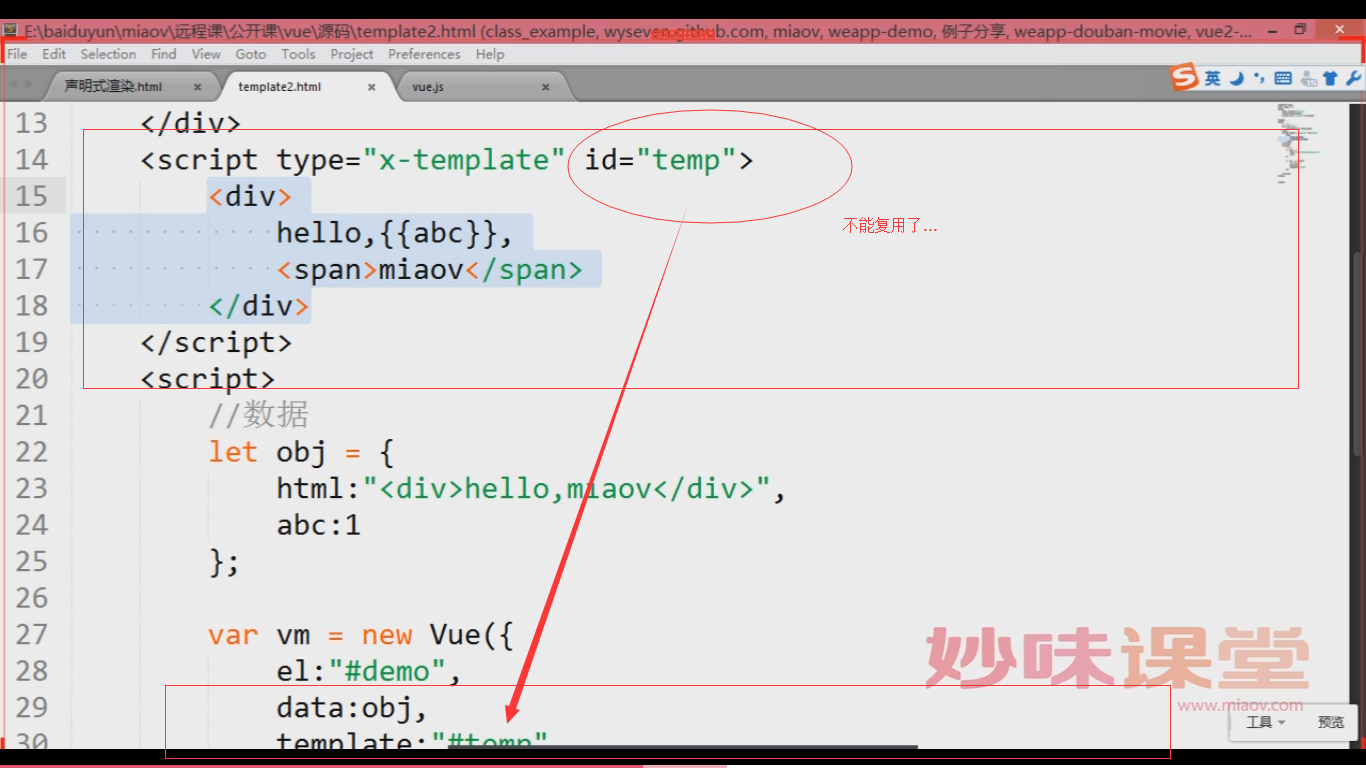 E:\baiduyun\miaov\远程课\公开课\vue\源码\template2.html (class_example, wyseven.github.com, miaov, weapp-demo, 例子分享, weapp-douban-movie, vue2-...
File Edit Selection Find View Goto Tools Project Preferences Help
声明式渲染.html × template2.html × vue.js ×
英
13 </div>
14 <script type="x-template" id="temp">
15 <div>
16 hello,{{abc}},
不能复用了...
17 <span>miaov</span>
18 </div>
19 </script>
20 <script>
21 //数据
22 let obj = {
23 html:"<div>hello,miaov</div>",
24 abc:1
25 };
26
27 var vm = new Vue({
28 el:"#demo",
29 data:obj,
30 template:"#temp"
妙味课堂
www.miaov.com
工具 预览